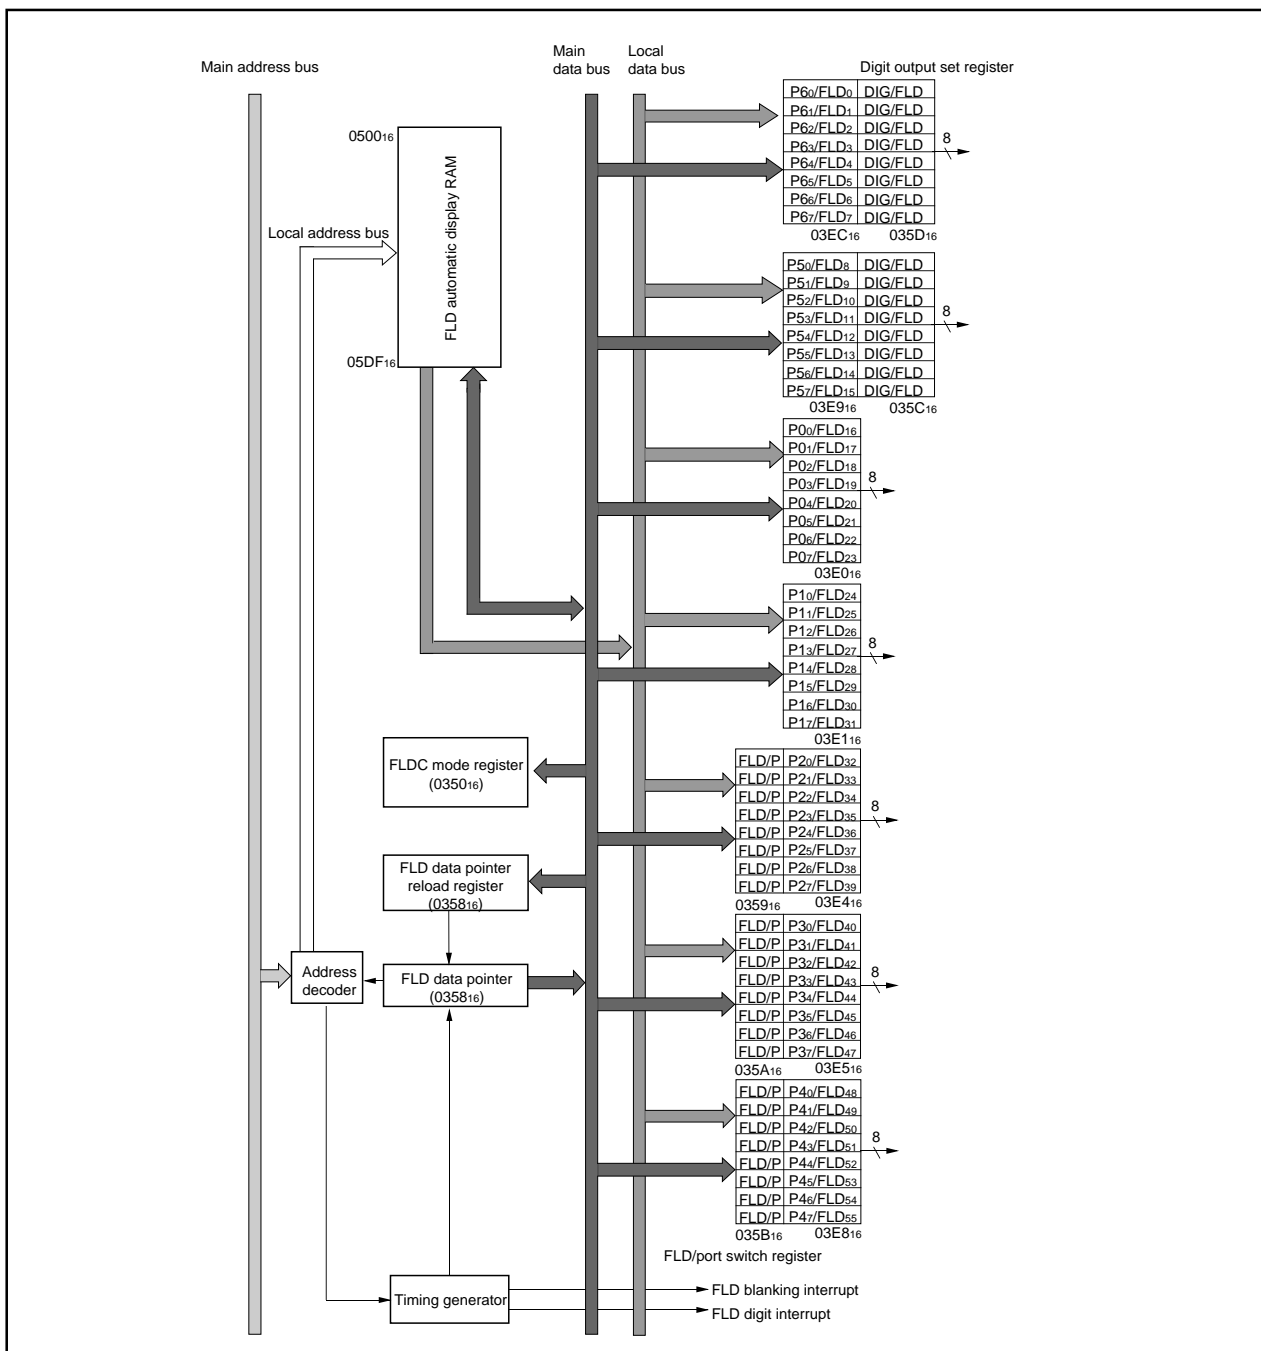 Main address bus
Main
data bus
Local
data bus
Digit output set register
0500₁₆
FLD automatic display RAM
Local address bus
05DF₁₆
P6₀/FLD₀ DIG/FLD
P6₁/FLD₁ DIG/FLD
P6₂/FLD₂ DIG/FLD
P6₃/FLD₃ DIG/FLD
P6₄/FLD₄ DIG/FLD
P6₅/FLD₅ DIG/FLD
P6₆/FLD₆ DIG/FLD
P6₇/FLD₇ DIG/FLD
8
03EC₁₆ 035D₁₆
P5₀/FLD₈ DIG/FLD
P5₁/FLD₉ DIG/FLD
P5₂/FLD₁₀ DIG/FLD
P5₃/FLD₁₁ DIG/FLD
P5₄/FLD₁₂ DIG/FLD
P5₅/FLD₁₃ DIG/FLD
P5₆/FLD₁₄ DIG/FLD
P5₇/FLD₁₅ DIG/FLD
8
03E9₁₆ 035C₁₆
P0₀/FLD₁₆
P0₁/FLD₁₇
P0₂/FLD₁₈
P0₃/FLD₁₉
P0₄/FLD₂₀
P0₅/FLD₂₁
P0₆/FLD₂₂
P0₇/FLD₂₃
8
03E0₁₆
P1₀/FLD₂₄
P1₁/FLD₂₅
P1₂/FLD₂₆
P1₃/FLD₂₇
P1₄/FLD₂₈
P1₅/FLD₂₉
P1₆/FLD₃₀
P1₇/FLD₃₁
8
03E1₁₆
FLDC mode register
(0350₁₆)
FLD/P P2₀/FLD₃₂
FLD/P P2₁/FLD₃₃
FLD/P P2₂/FLD₃₄
FLD/P P2₃/FLD₃₅
FLD/P P2₄/FLD₃₆
FLD/P P2₅/FLD₃₇
FLD/P P2₆/FLD₃₈
FLD/P P2₇/FLD₃₉
8
0359₁₆ 03E4₁₆
FLD data pointer
reload register
(0358₁₆)
Address
decoder
FLD data pointer
(0358₁₆)
FLD/P P3₀/FLD₄₀
FLD/P P3₁/FLD₄₁
FLD/P P3₂/FLD₄₂
FLD/P P3₃/FLD₄₃
FLD/P P3₄/FLD₄₄
FLD/P P3₅/FLD₄₅
FLD/P P3₆/FLD₄₆
FLD/P P3₇/FLD₄₇
8
035A₁₆ 03E5₁₆
FLD/P P4₀/FLD₄₈
FLD/P P4₁/FLD₄₉
FLD/P P4₂/FLD₅₀
FLD/P P4₃/FLD₅₁
FLD/P P4₄/FLD₅₂
FLD/P P4₅/FLD₅₃
FLD/P P4₆/FLD₅₄
FLD/P P4₇/FLD₅₅
8
035B₁₆ 03E8₁₆
FLD/port switch register
Timing generator
FLD blanking interrupt
FLD digit interrupt